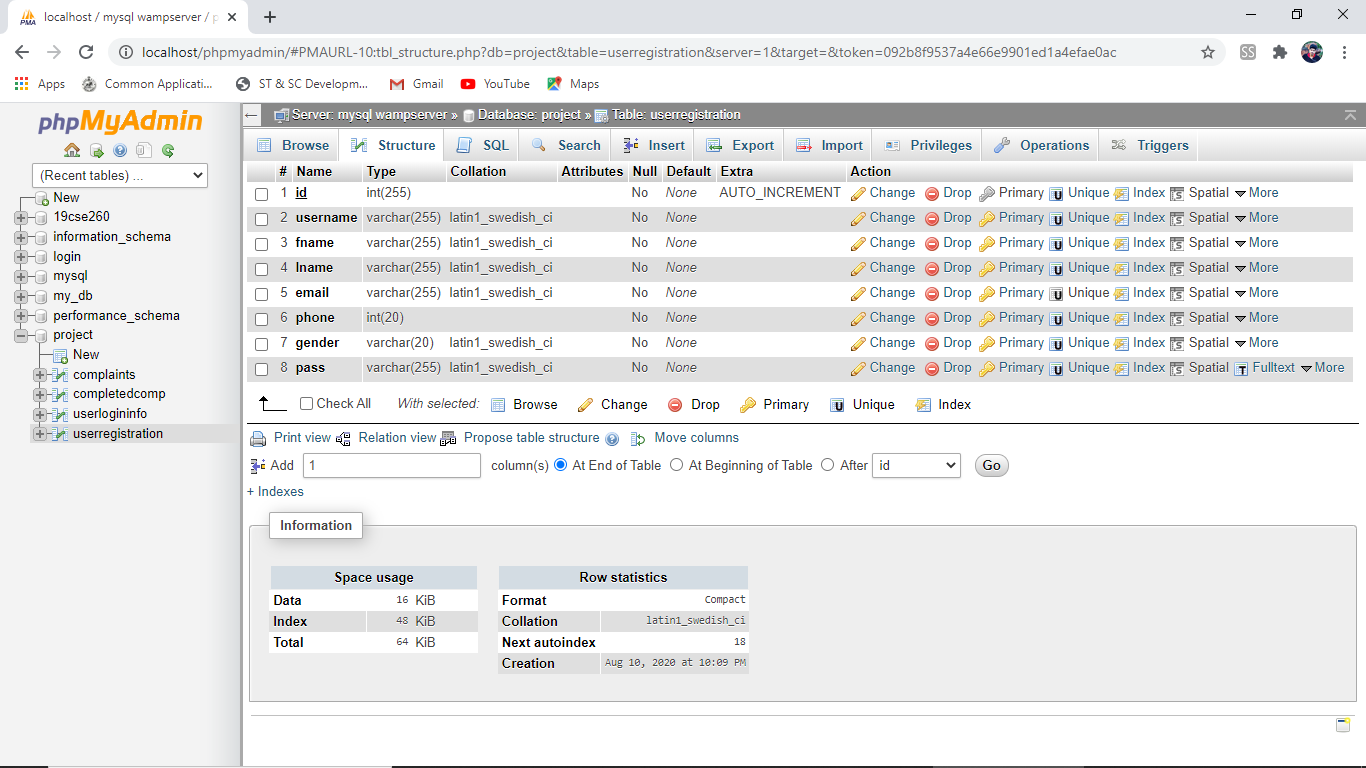 localhost / mysql wampserver / p
localhost/phpmyadmin/#PMAURL-10:tbl_structure.php?db=project&table=userregistration&server=1&target=&token=092b8f9537a4e66e9901ed1a4efae0ac
Apps Common Applicati... ST & SC Developm... Gmail YouTube Maps
phpMyAdmin
(Recent tables) ...
New
19cse260
information_schema
login
mysql
my_db
performance_schema
project
New
complaints
completedcomp
userlogininfo
userregistration
Server: mysql wampserver » Database: project » Table: userregistration
Browse Structure SQL Search Insert Export Import Privileges Operations Triggers
# Name Type Collation Attributes Null Default Extra Action
1 id int(255) No None AUTO_INCREMENT Change Drop Primary Unique Index Spatial More
2 username varchar(255) latin1_swedish_ci No None Change Drop Primary Unique Index Spatial More
3 fname varchar(255) latin1_swedish_ci No None Change Drop Primary Unique Index Spatial More
4 lname varchar(255) latin1_swedish_ci No None Change Drop Primary Unique Index Spatial More
5 email varchar(255) latin1_swedish_ci No None Change Drop Primary Unique Index Spatial More
6 phone int(20) No None Change Drop Primary Unique Index Spatial More
7 gender varchar(20) latin1_swedish_ci No None Change Drop Primary Unique Index Spatial More
8 pass varchar(255) latin1_swedish_ci No None Change Drop Primary Unique Index Spatial Fulltext More
Check All With selected: Browse Change Drop Primary Unique Index
Print view Relation view Propose table structure Move columns
Add 1 column(s) At End of Table At Beginning of Table After id Go
+ Indexes
Information
Space usage
Data 16 KiB
Index 48 KiB
Total 64 KiB
Row statistics
Format Compact
Collation latin1_swedish_ci
Next autoindex 18
Creation Aug 10, 2020 at 10:09 PM